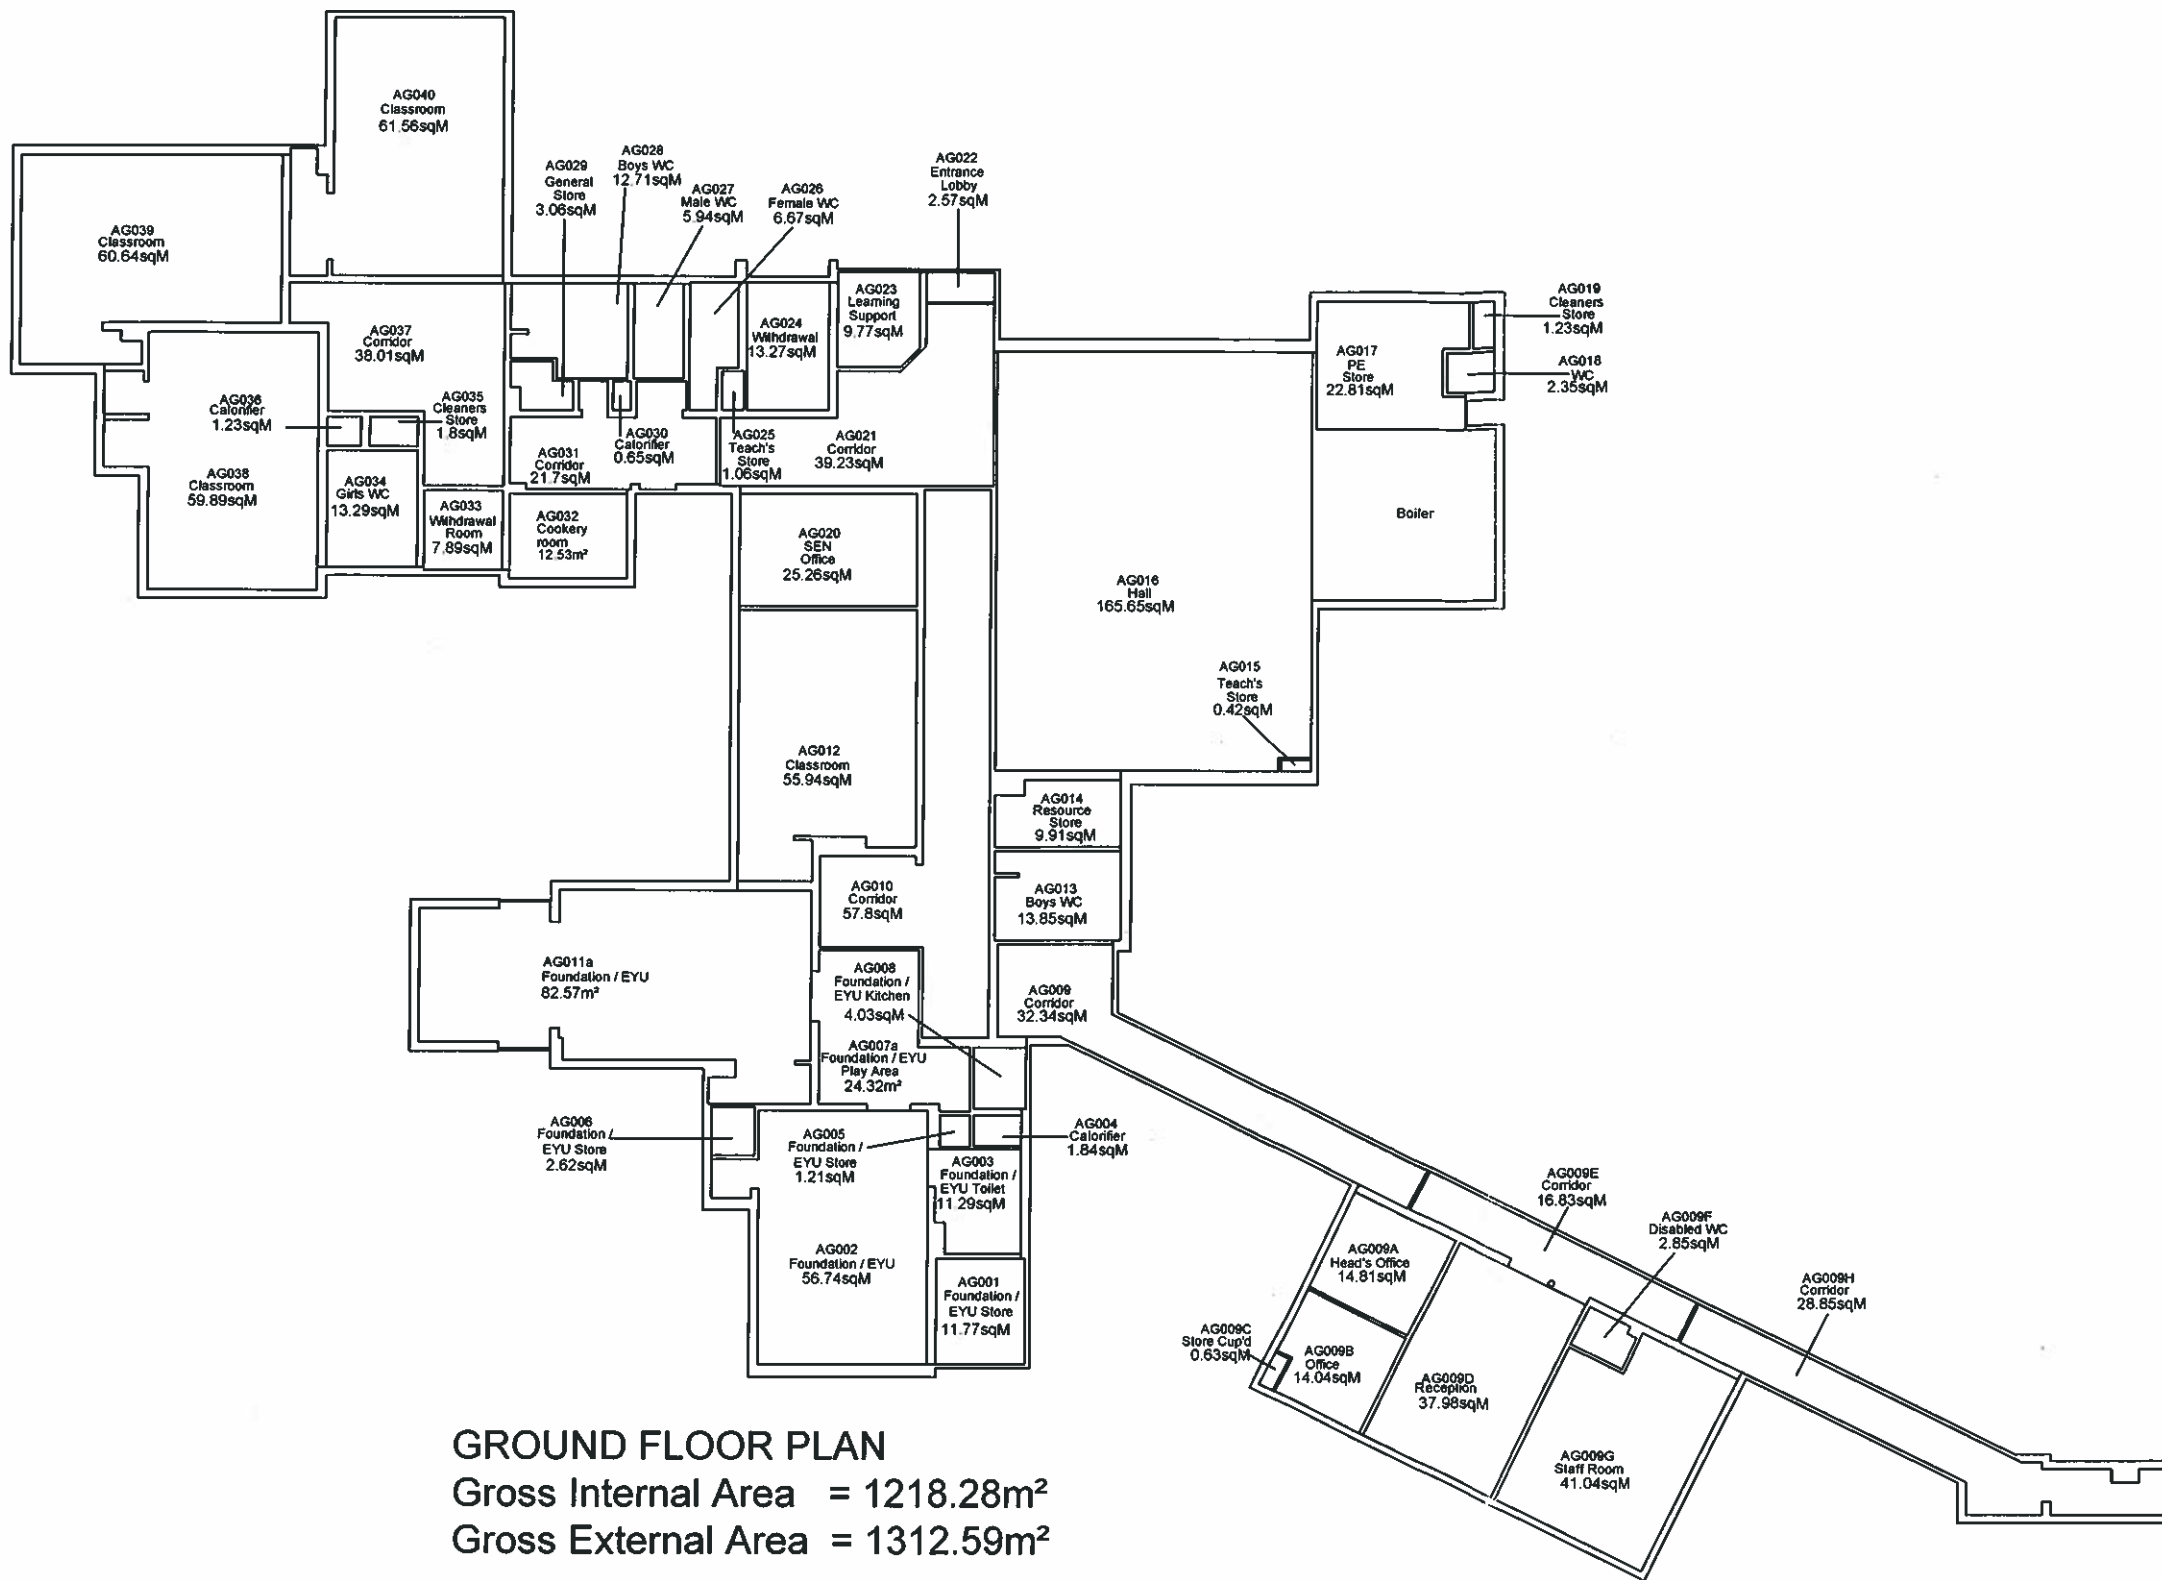 AG040
Classroom
61.56sqM
AG039
Classroom
60.64sqM
AG029
General
Store
3.06sqM
AG028
Boys WC
12.71sqM
AG027
Male WC
5.94sqM
AG026
Female WC
6.67sqM
AG022
Entrance
Lobby
2.57sqM
AG037
Corridor
38.01sqM
AG024
Withdrawal
13.27sqM
AG023
Learning
Support
9.77sqM
AG019
Cleaners
Store
1.23sqM
AG017
PE
Store
22.81sqM
AG018
WC
2.35sqM
AG036
Calorifier
1.23sqM
AG035
Cleaners
Store
1.8sqM
AG038
Classroom
59.89sqM
AG034
Girls WC
13.29sqM
AG033
Withdrawal
Room
7.89sqM
AG031
Corridor
21.7sqM
AG030
Calorifier
0.65sqM
AG025
Teach's
Store
1.06sqM
AG021
Corridor
39.23sqM
AG032
Cookery
room
12.53m²
AG020
SEN
Office
25.26sqM
Boiler
AG016
Hall
165.65sqM
AG015
Teach's
Store
0.42sqM
AG012
Classroom
55.94sqM
AG014
Resource
Store
9.91sqM
AG010
Corridor
57.8sqM
AG013
Boys WC
13.85sqM
AG011a
Foundation / EYU
82.57m²
AG008
Foundation /
EYU Kitchen
4.03sqM
AG009
Corridor
32.34sqM
AG007a
Foundation / EYU
Play Area
24.32m²
AG006
Foundation /
EYU Store
2.62sqM
AG005
Foundation /
EYU Store
1.21sqM
AG004
Calorifier
1.84sqM
AG003
Foundation /
EYU Toilet
11.29sqM
AG002
Foundation / EYU
56.74sqM
AG001
Foundation /
EYU Store
11.77sqM
AG009E
Corridor
16.83sqM
AG009F
Disabled WC
2.85sqM
AG009A
Head's Office
14.81sqM
AG009H
Corridor
28.85sqM
AG009C
Store Cup'd
0.63sqM
AG009B
Office
14.04sqM
AG009D
Reception
37.98sqM
AG009G
Staff Room
41.04sqM
GROUND FLOOR PLAN
Gross Internal Area = 1218.28m²
Gross External Area = 1312.59m²